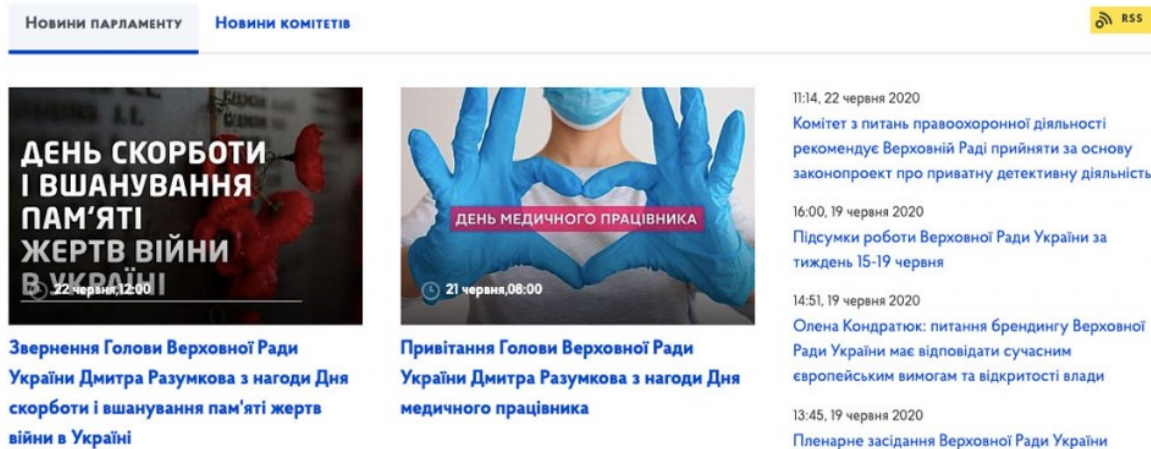 Новини парламенту
Новини комітетів
RSS
ДЕНЬ СКОРБОТИ
І ВШАНУВАННЯ
ПАМ'ЯТІ
ЖЕРТВ ВІЙНИ
В УКРАЇНІ
22 червня,12:00
Звернення Голови Верховної Ради
України Дмитра Разумкова з нагоди Дня
скорботи і вшанування пам'яті жертв
війни в Україні
ДЕНЬ МЕДИЧНОГО ПРАЦІВНИКА
21 червня,08:00
Привітання Голови Верховної Ради
України Дмитра Разумкова з нагоди Дня
медичного працівника
11:14, 22 червня 2020
Комітет з питань правоохоронної діяльності
рекомендує Верховній Раді прийняти за основу
законопроект про приватну детективну діяльність
16:00, 19 червня 2020
Підсумки роботи Верховної Ради України за
тиждень 15-19 червня
14:51, 19 червня 2020
Олена Кондратюк: питання брендингу Верховної
Ради України має відповідати сучасним
європейським вимогам та відкритості влади
13:45, 19 червня 2020
Пленарне засідання Верховної Ради України